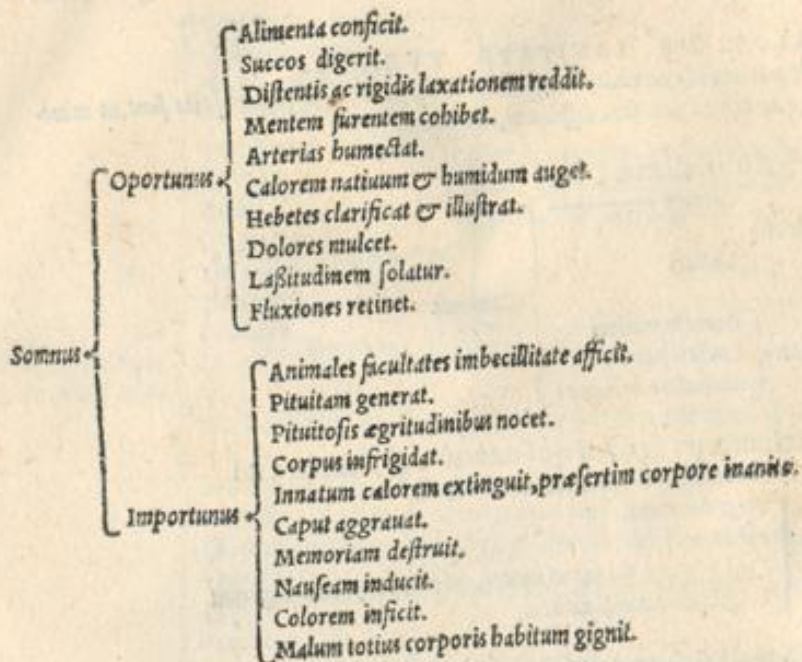 Alimenta conficit.
Succos digerit.
Diſtentis ac rigidis laxationem reddit.
Mentem furentem cohibet.
Arterias humectat.
Oportunus
Calorem natiuum & humidum auget.
Hebetes clarificat & illuſtrat.
Dolores mulcet.
Laßitudinem ſolatur.
Fluxiones retinet.
Somnus
Animales facultates imbecillitate afficit.
Pituitam generat.
Pituitoſis ægritudinibus nocet.
Corpus infrigidat.
Innatum calorem extinguit, præſertim corpore inanito.
Importunus
Caput aggrauat.
Memoriam deſtruit.
Nauſeam inducit.
Colorem inficit.
Malum totius corporis habitum gignit.